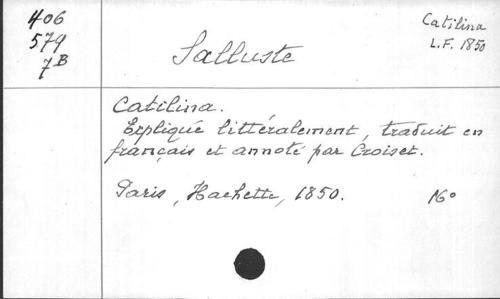 406
579
7B
Salluste
Catilina
L.F. 1850
Catilina.
Expliqué littéralement, traduit en
français et annoté par Croiset.
Paris, Hachette, 1850. 16°